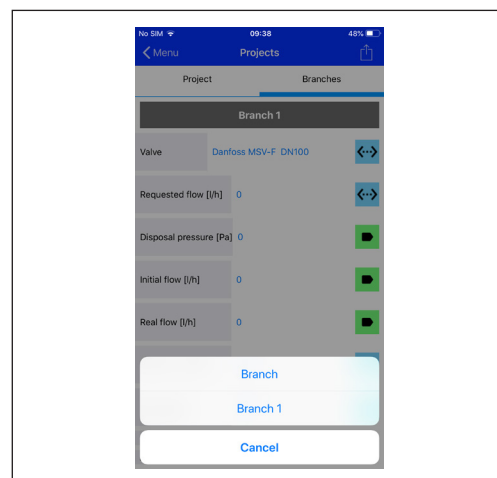 No SIM 09:38 48%
Menu Projects
Project Branches
Branch 1
Valve Danfoss MSV-F DN100
Requested flow [l/h] 0
Disposal pressure [Pa] 0
Initial flow [l/h] 0
Real flow [l/h] 0
Branch
Branch 1
Cancel